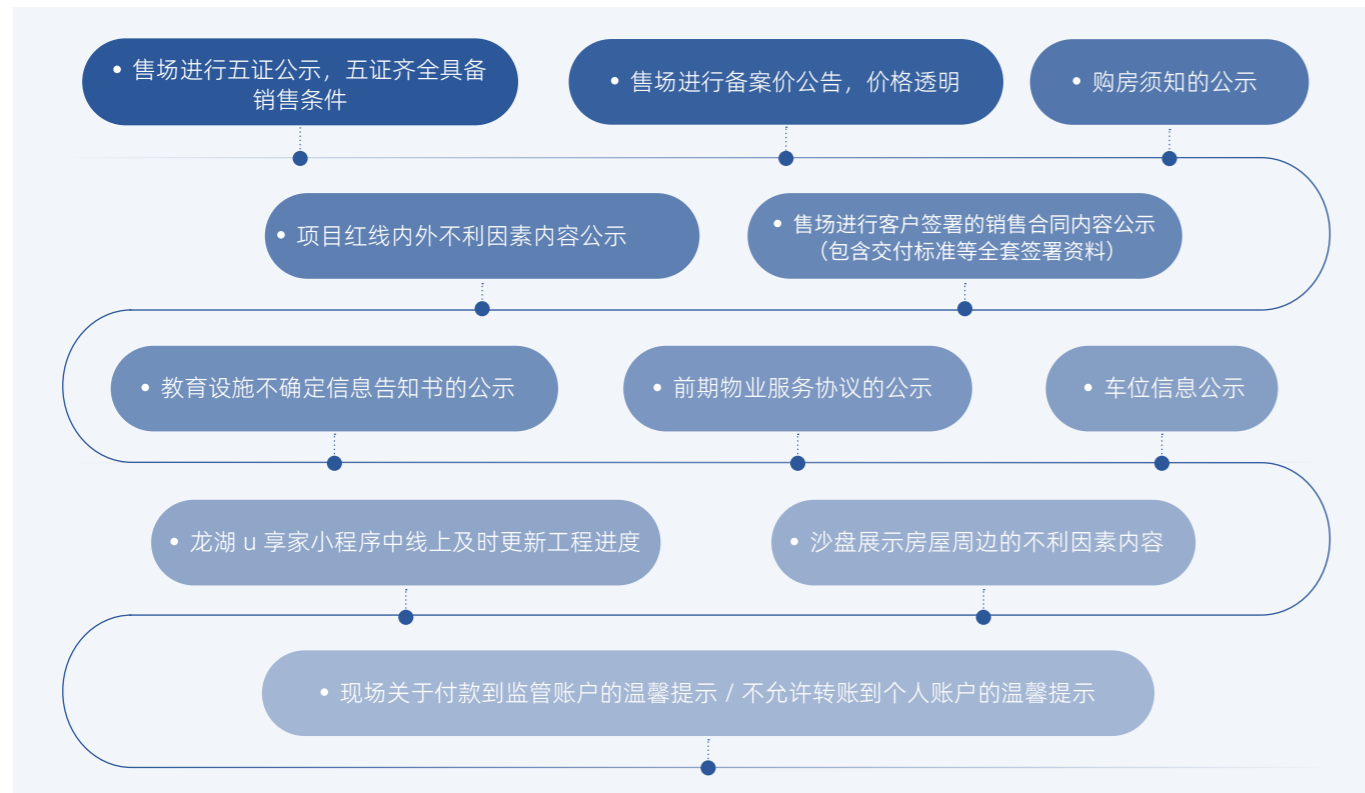 • 售场进行五证公示，五证齐全具备
销售条件
• 售场进行备案价公告，价格透明
• 购房须知的公示
• 项目红线内外不利因素内容公示
• 售场进行客户签署的销售合同内容公示
（包含交付标准等全套签署资料）
• 教育设施不确定信息告知书的公示
• 前期物业服务协议的公示
• 车位信息公示
• 龙湖 u 享家小程序中线上及时更新工程进度
• 沙盘展示房屋周边的不利因素内容
• 现场关于付款到监管账户的温馨提示 / 不允许转账到个人账户的温馨提示